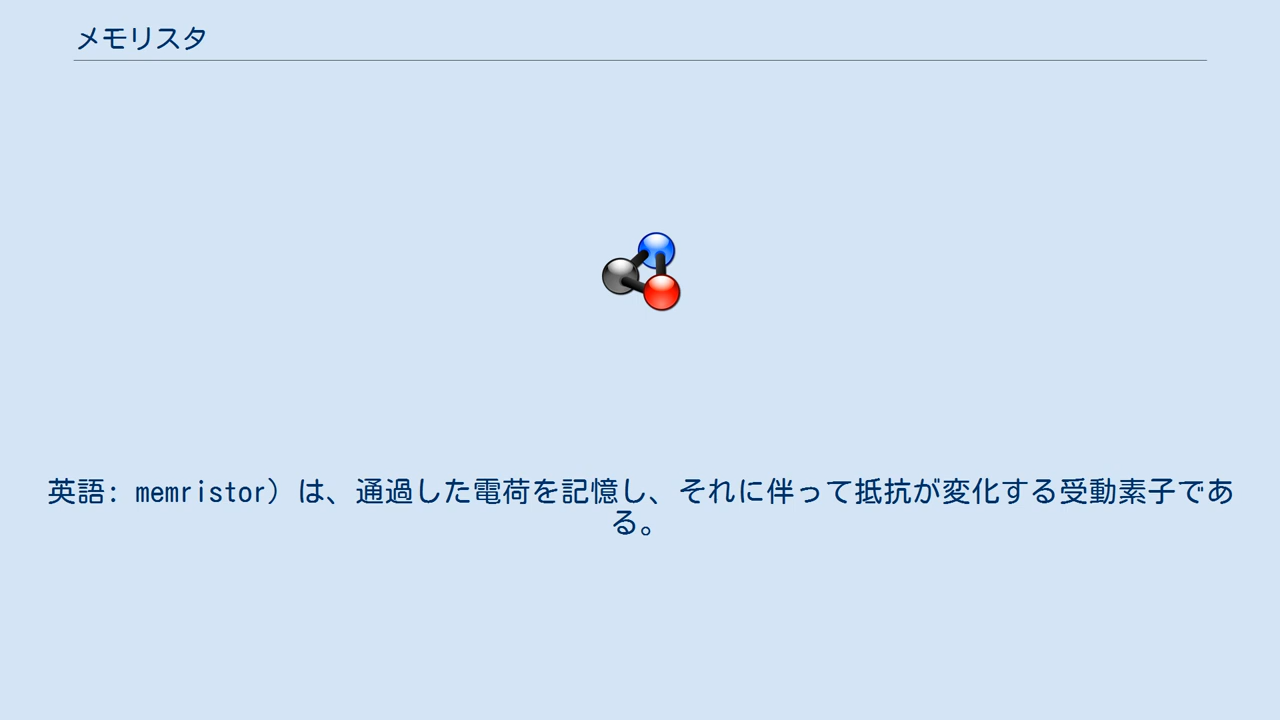 メモリスタ
英語: memristor）は、通過した電荷を記憶し、それに伴って抵抗が変化する受動素子であ
る。